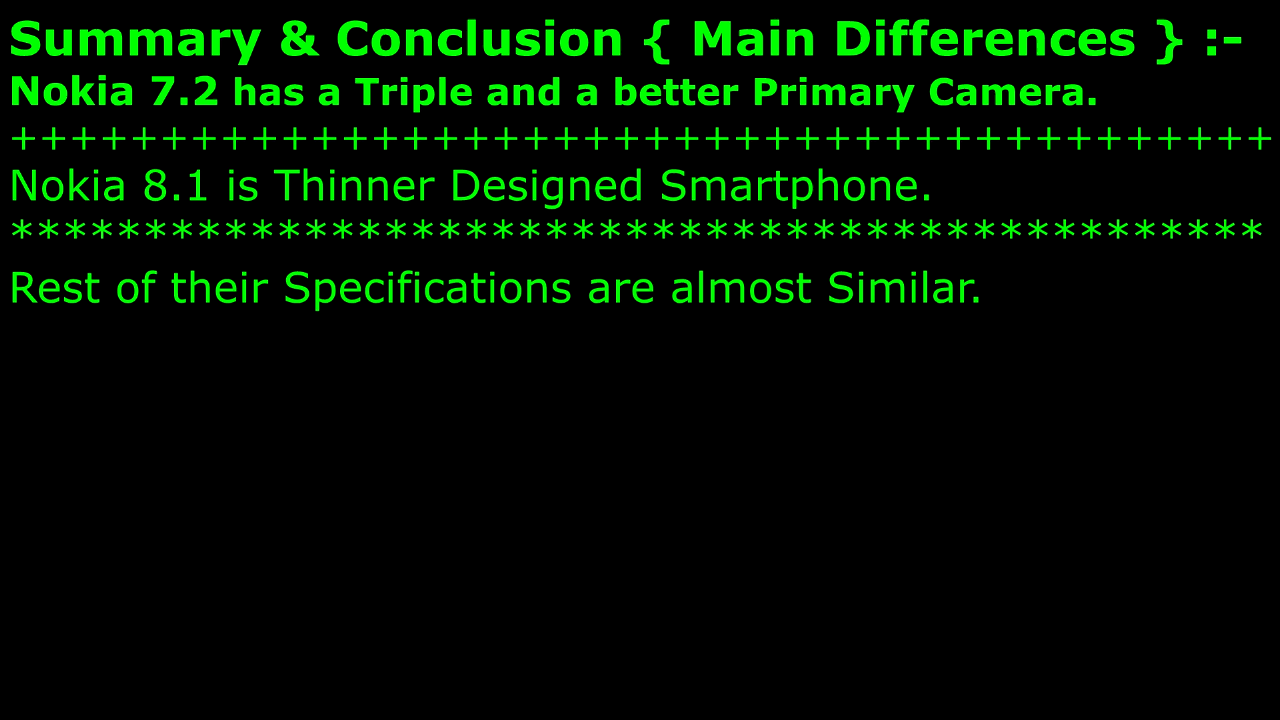 Summary & Conclusion { Main Differences } :-
Nokia 7.2 has a Triple and a better Primary Camera.
++++++++++++++++++++++++++++++++++++++++++
Nokia 8.1 is Thinner Designed Smartphone.
***********************************************
Rest of their Specifications are almost Similar.